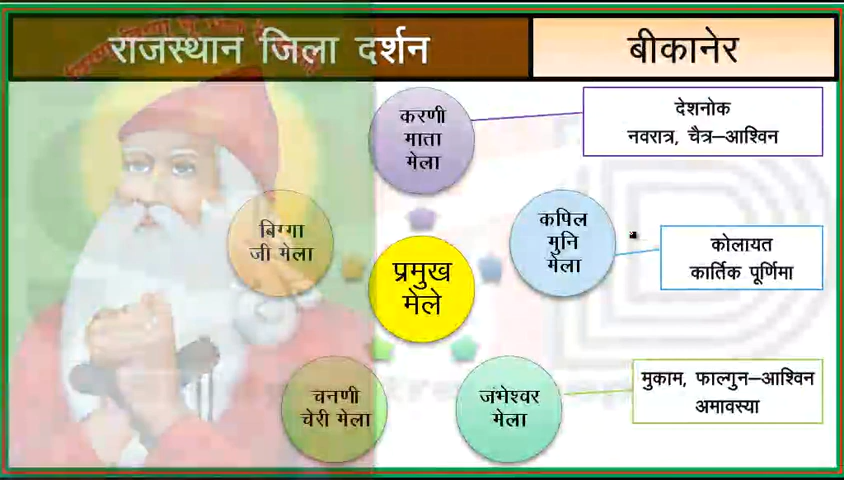 राजस्थान जिला दर्शन
बीकानेर
करणी
माता
मेला
देशनोक
नवरात्र, चैत्र–आश्विन
बिग्गा
जी मेला
कपिल
मुनि
मेला
कोलायत
कार्तिक पूर्णिमा
प्रमुख
मेले
चनणी
चेरी मेला
जंभेश्वर
मेला
मुकाम, फाल्गुन–आश्विन
अमावस्या